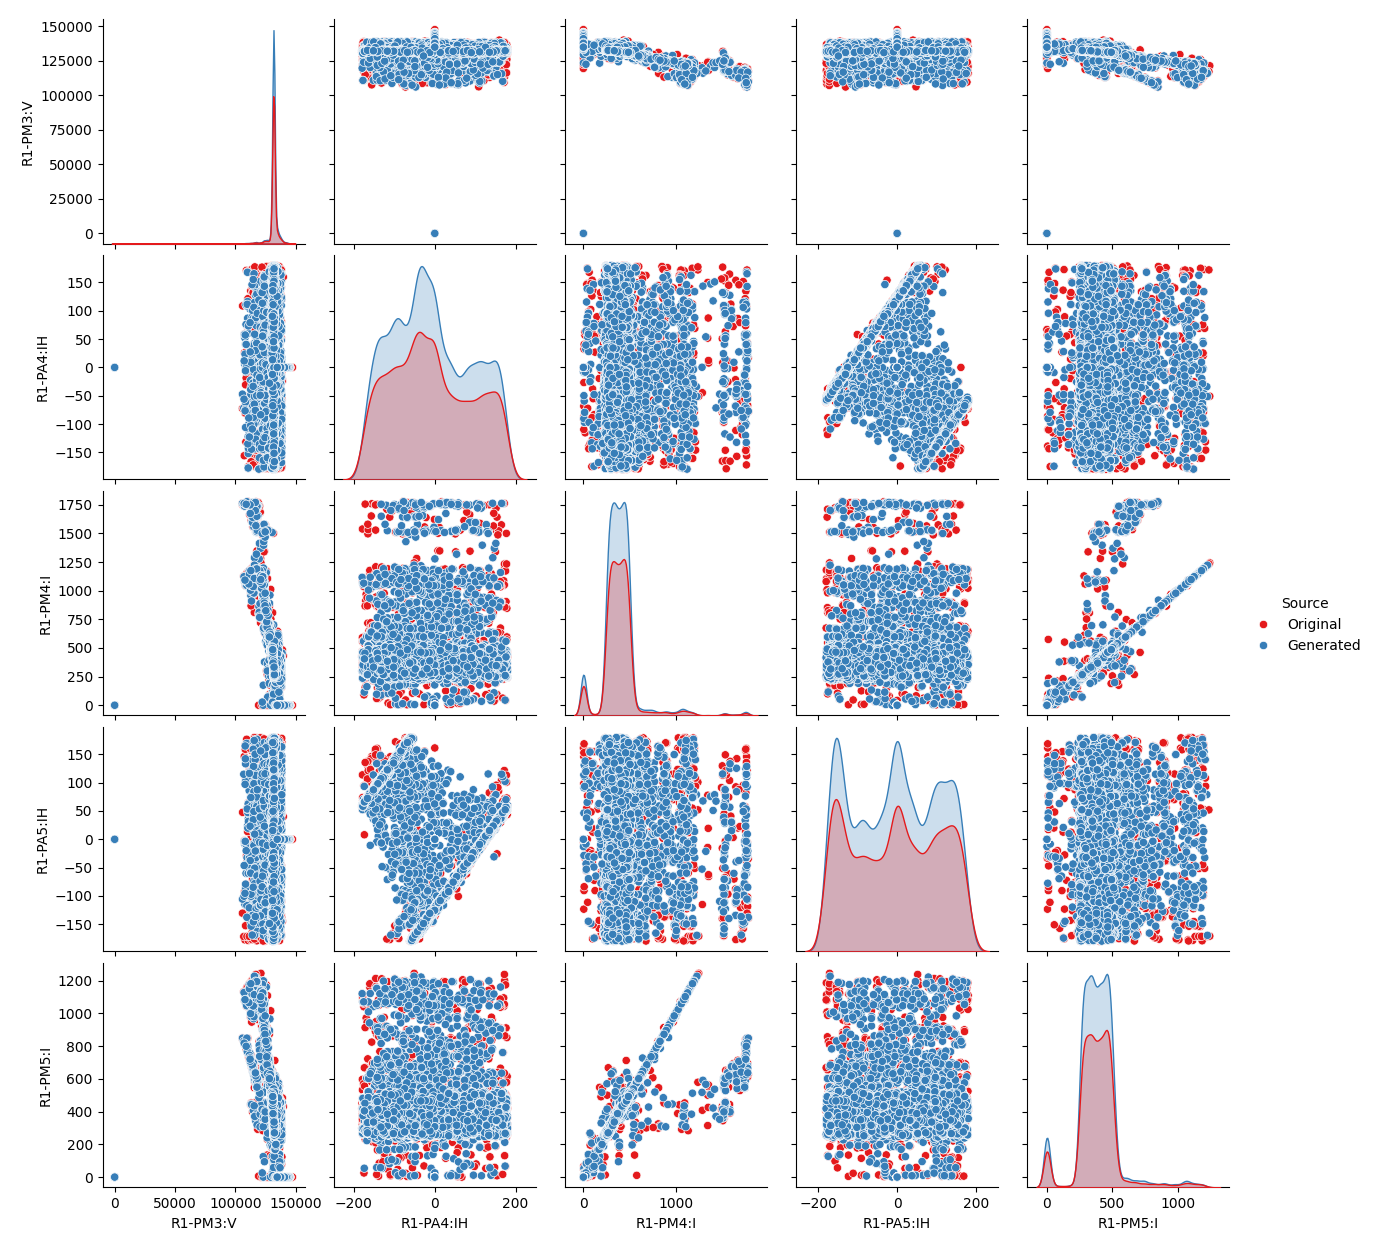 150000
125000
100000
75000
50000
25000
0
R1-PM3:V
150
100
50
0
−50
−100
−150
R1-PA4:IH
1750
1500
1250
1000
750
500
250
0
R1-PM4:I
150
100
50
0
−50
−100
−150
R1-PA5:IH
1200
1000
800
600
400
200
0
R1-PM5:I
0 50000 100000 150000
R1-PM3:V
−200 0 200
R1-PA4:IH
0 1000
R1-PM4:I
−200 0 200
R1-PA5:IH
0 500 1000
R1-PM5:I
Source
Original
Generated